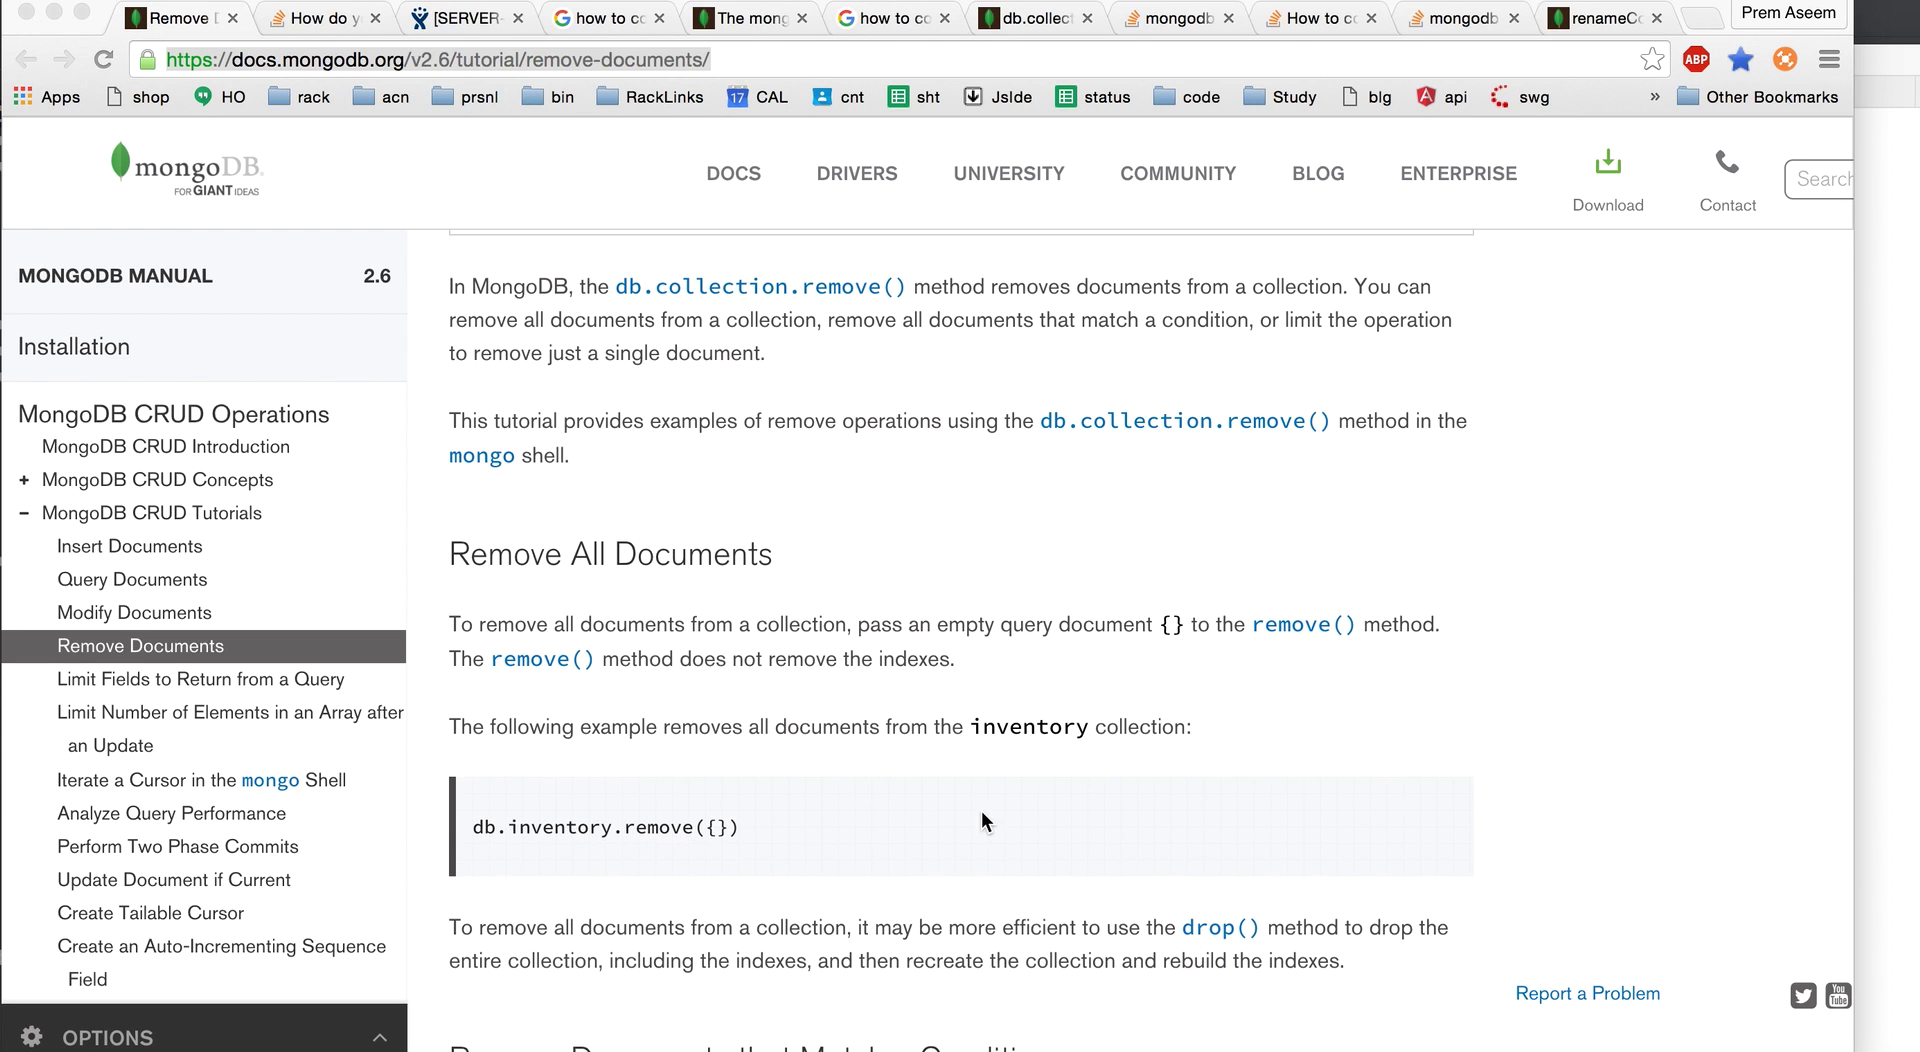 Remove D
How do y
[SERVER-
how to co
The mong
how to co
db.collect
mongodb
How to co
mongodb
renameCo
Prem Aseem
https://docs.mongodb.org/v2.6/tutorial/remove-documents/
ABP
Apps shop HO rack acn prsnl bin RackLinks 17 CAL cnt sht JsIde status code Study blg api swg » Other Bookmarks
mongoDB.
FOR GIANT IDEAS
DOCS DRIVERS UNIVERSITY COMMUNITY BLOG ENTERPRISE
Download
Contact
Search
MONGODB MANUAL 2.6
Installation
MongoDB CRUD Operations
MongoDB CRUD Introduction
+ MongoDB CRUD Concepts
– MongoDB CRUD Tutorials
Insert Documents
Query Documents
Modify Documents
Remove Documents
Limit Fields to Return from a Query
Limit Number of Elements in an Array after
an Update
Iterate a Cursor in the mongo Shell
Analyze Query Performance
Perform Two Phase Commits
Update Document if Current
Create Tailable Cursor
Create an Auto-Incrementing Sequence
Field
OPTIONS
In MongoDB, the db.collection.remove() method removes documents from a collection. You can
remove all documents from a collection, remove all documents that match a condition, or limit the operation
to remove just a single document.
This tutorial provides examples of remove operations using the db.collection.remove() method in the
mongo shell.
Remove All Documents
To remove all documents from a collection, pass an empty query document {} to the remove() method.
The remove() method does not remove the indexes.
The following example removes all documents from the inventory collection:
db.inventory.remove({})
To remove all documents from a collection, it may be more efficient to use the drop() method to drop the
entire collection, including the indexes, and then recreate the collection and rebuild the indexes.
Report a Problem
You
Tube